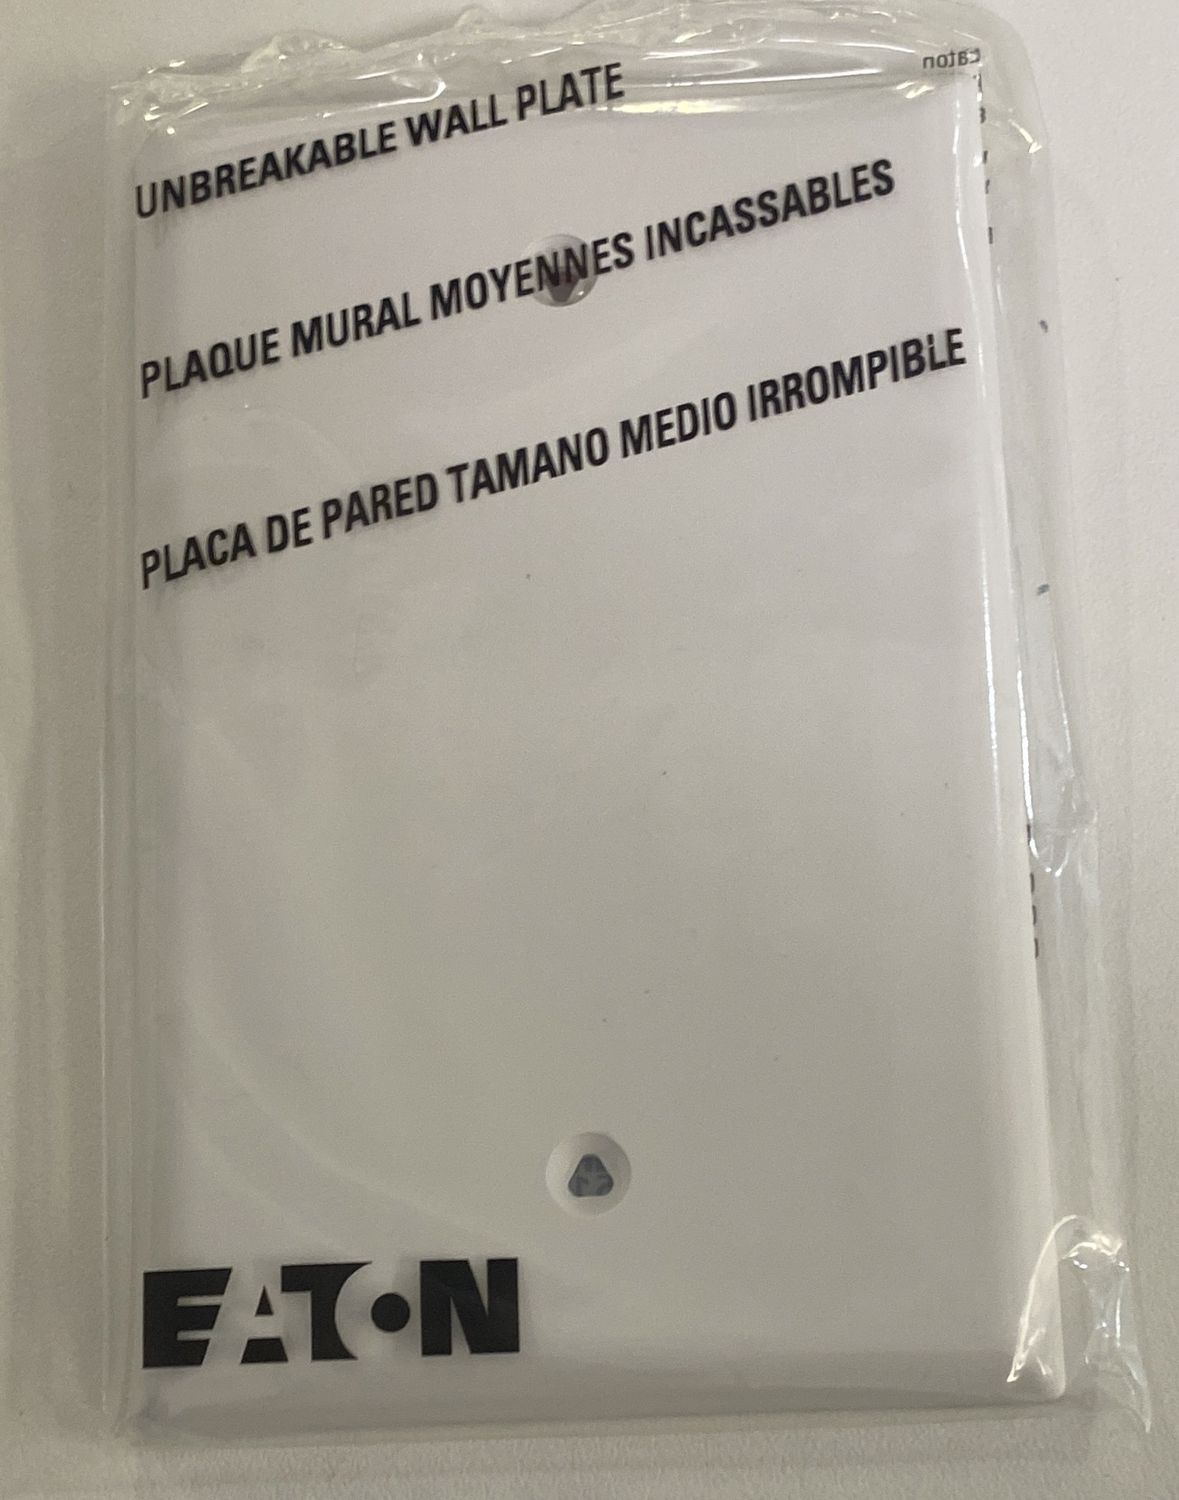 UNBREAKABLE WALL PLATE
PLAQUE MURAL MOYENNES INCASSABLES
PLACA DE PARED TAMANO MEDIO IRROMPIBLE
EATON